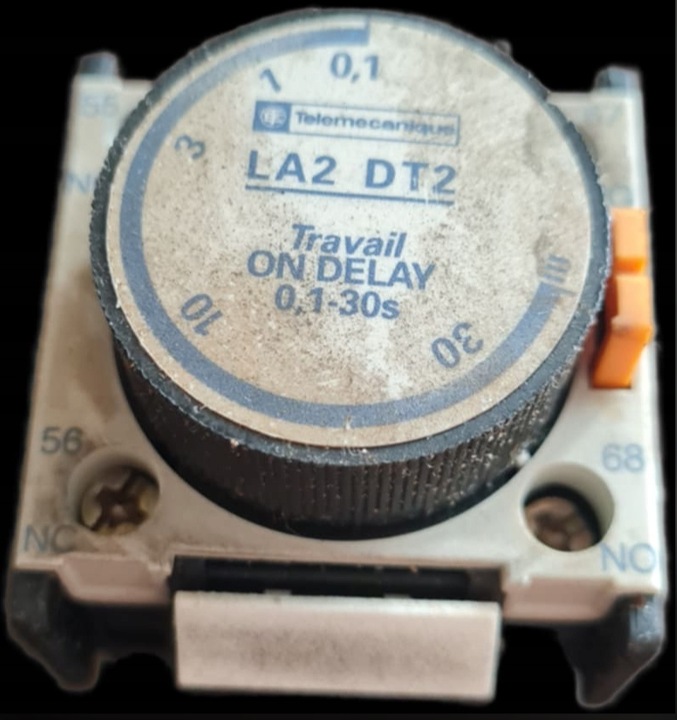 0,1
1
3
10
30
Telemecanique
LA2 DT2
Travail
ON DELAY
0,1-30s
55
56
68
NC
NO